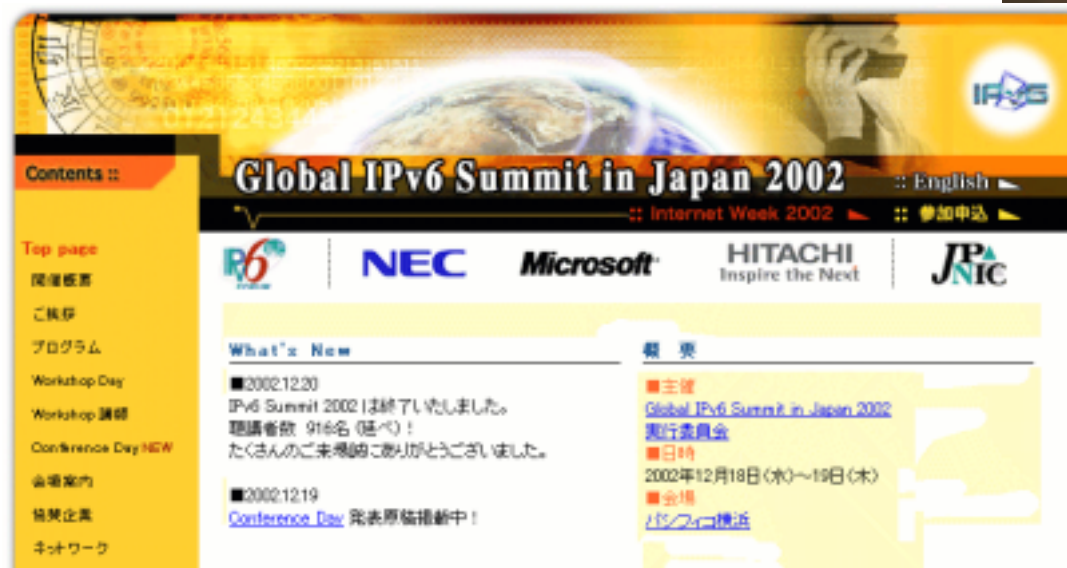 IPv6
Contents ::
Global IPv6 Summit in Japan 2002
:: English
:: Internet Week 2002
:: 参加申込
Top page
開催概要
ご挨拶
プログラム
Workshop Day
Workshop 講師
Conference Day NEW
会場案内
協賛企業
ネットワーク
IPv6
NEC
Microsoft
HITACHI
Inspire the Next
JPNIC
What's New
■2002.12.20
IPv6 Summit 2002 は終了いたしました。
聴講者数 916名 (延べ)!
たくさんのご来場誠にありがとうございました。
■2002.12.19
Conference Day 発表原稿掲載中!
概 要
■主催
Global IPv6 Summit in Japan 2002
実行委員会
■日時
2002年12月18日(水)~19日(木)
■会場
パシフィコ横浜